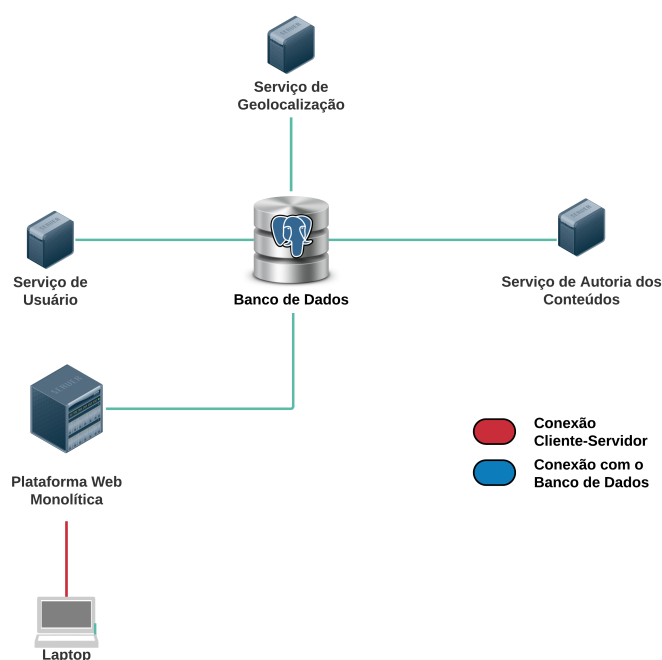 Serviço de
Geolocalização
Serviço de
Usuário
Banco de Dados
Serviço de Autoria dos
Conteúdos
Plataforma Web
Monolítica
Conexão
Cliente-Servidor
Conexão com o
Banco de Dados
Laptop